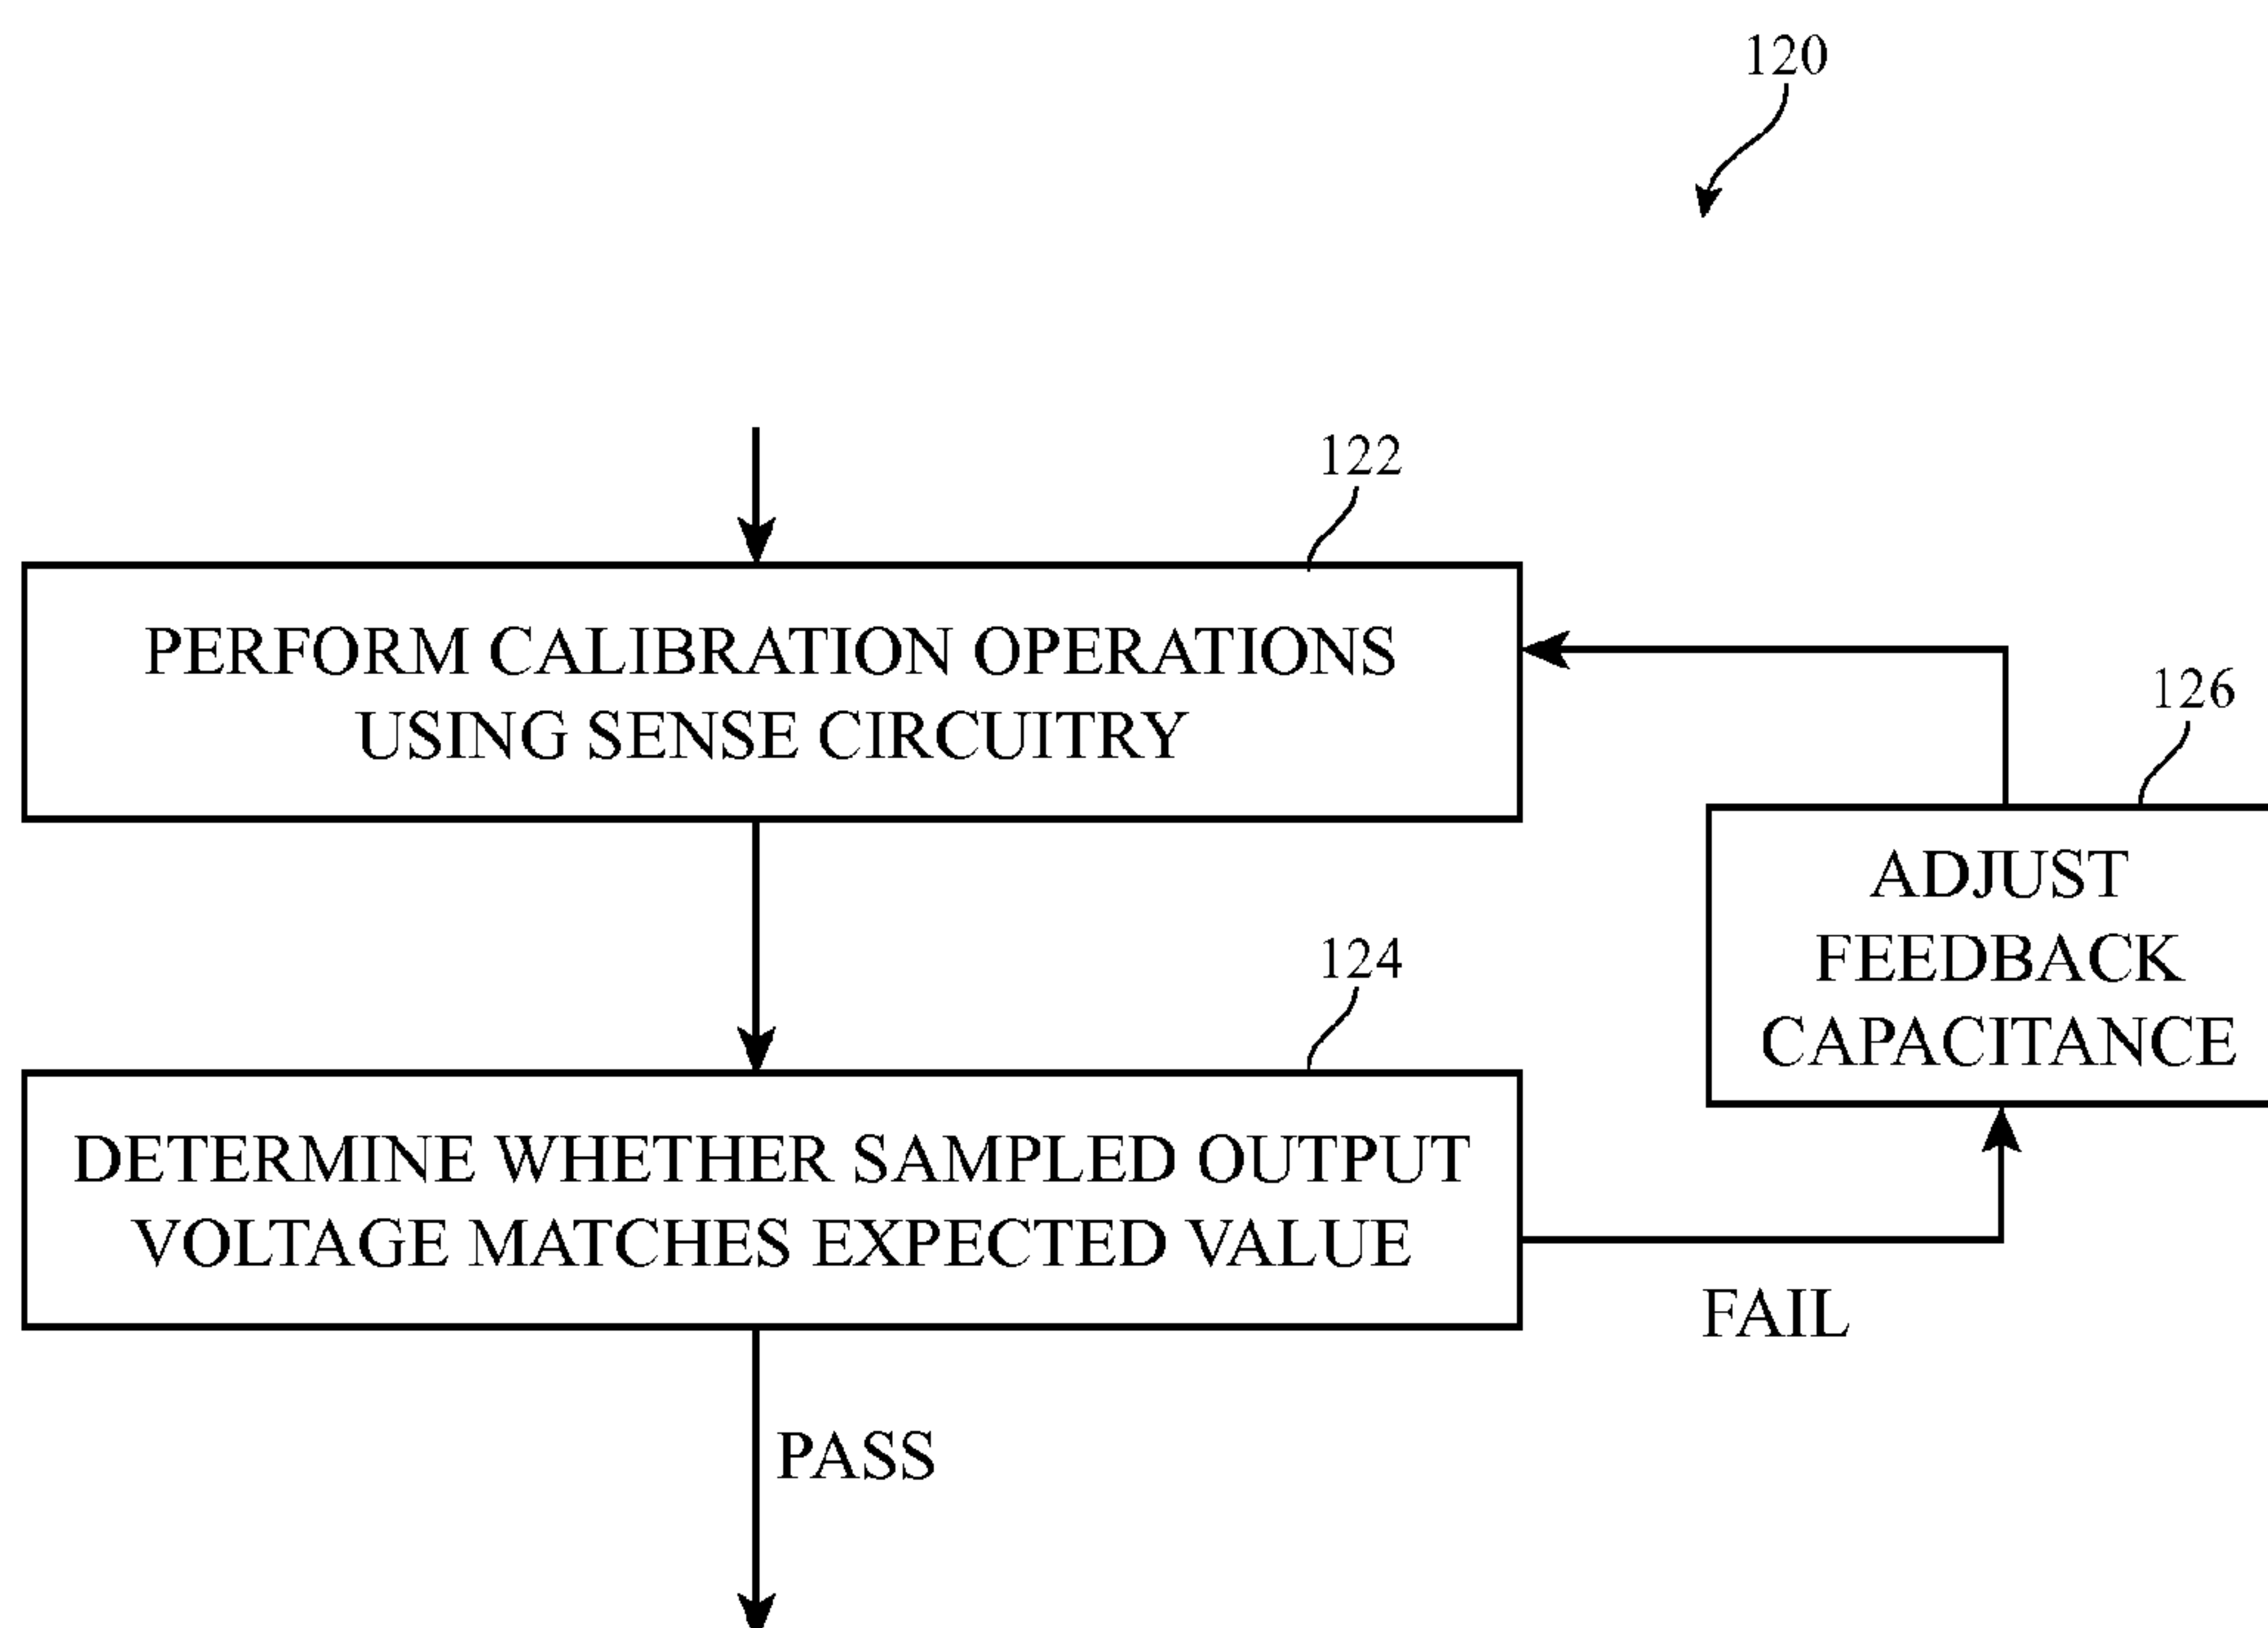 120
122
PERFORM CALIBRATION OPERATIONS
USING SENSE CIRCUITRY
126
ADJUST
FEEDBACK
CAPACITANCE
124
DETERMINE WHETHER SAMPLED OUTPUT
VOLTAGE MATCHES EXPECTED VALUE
FAIL
PASS